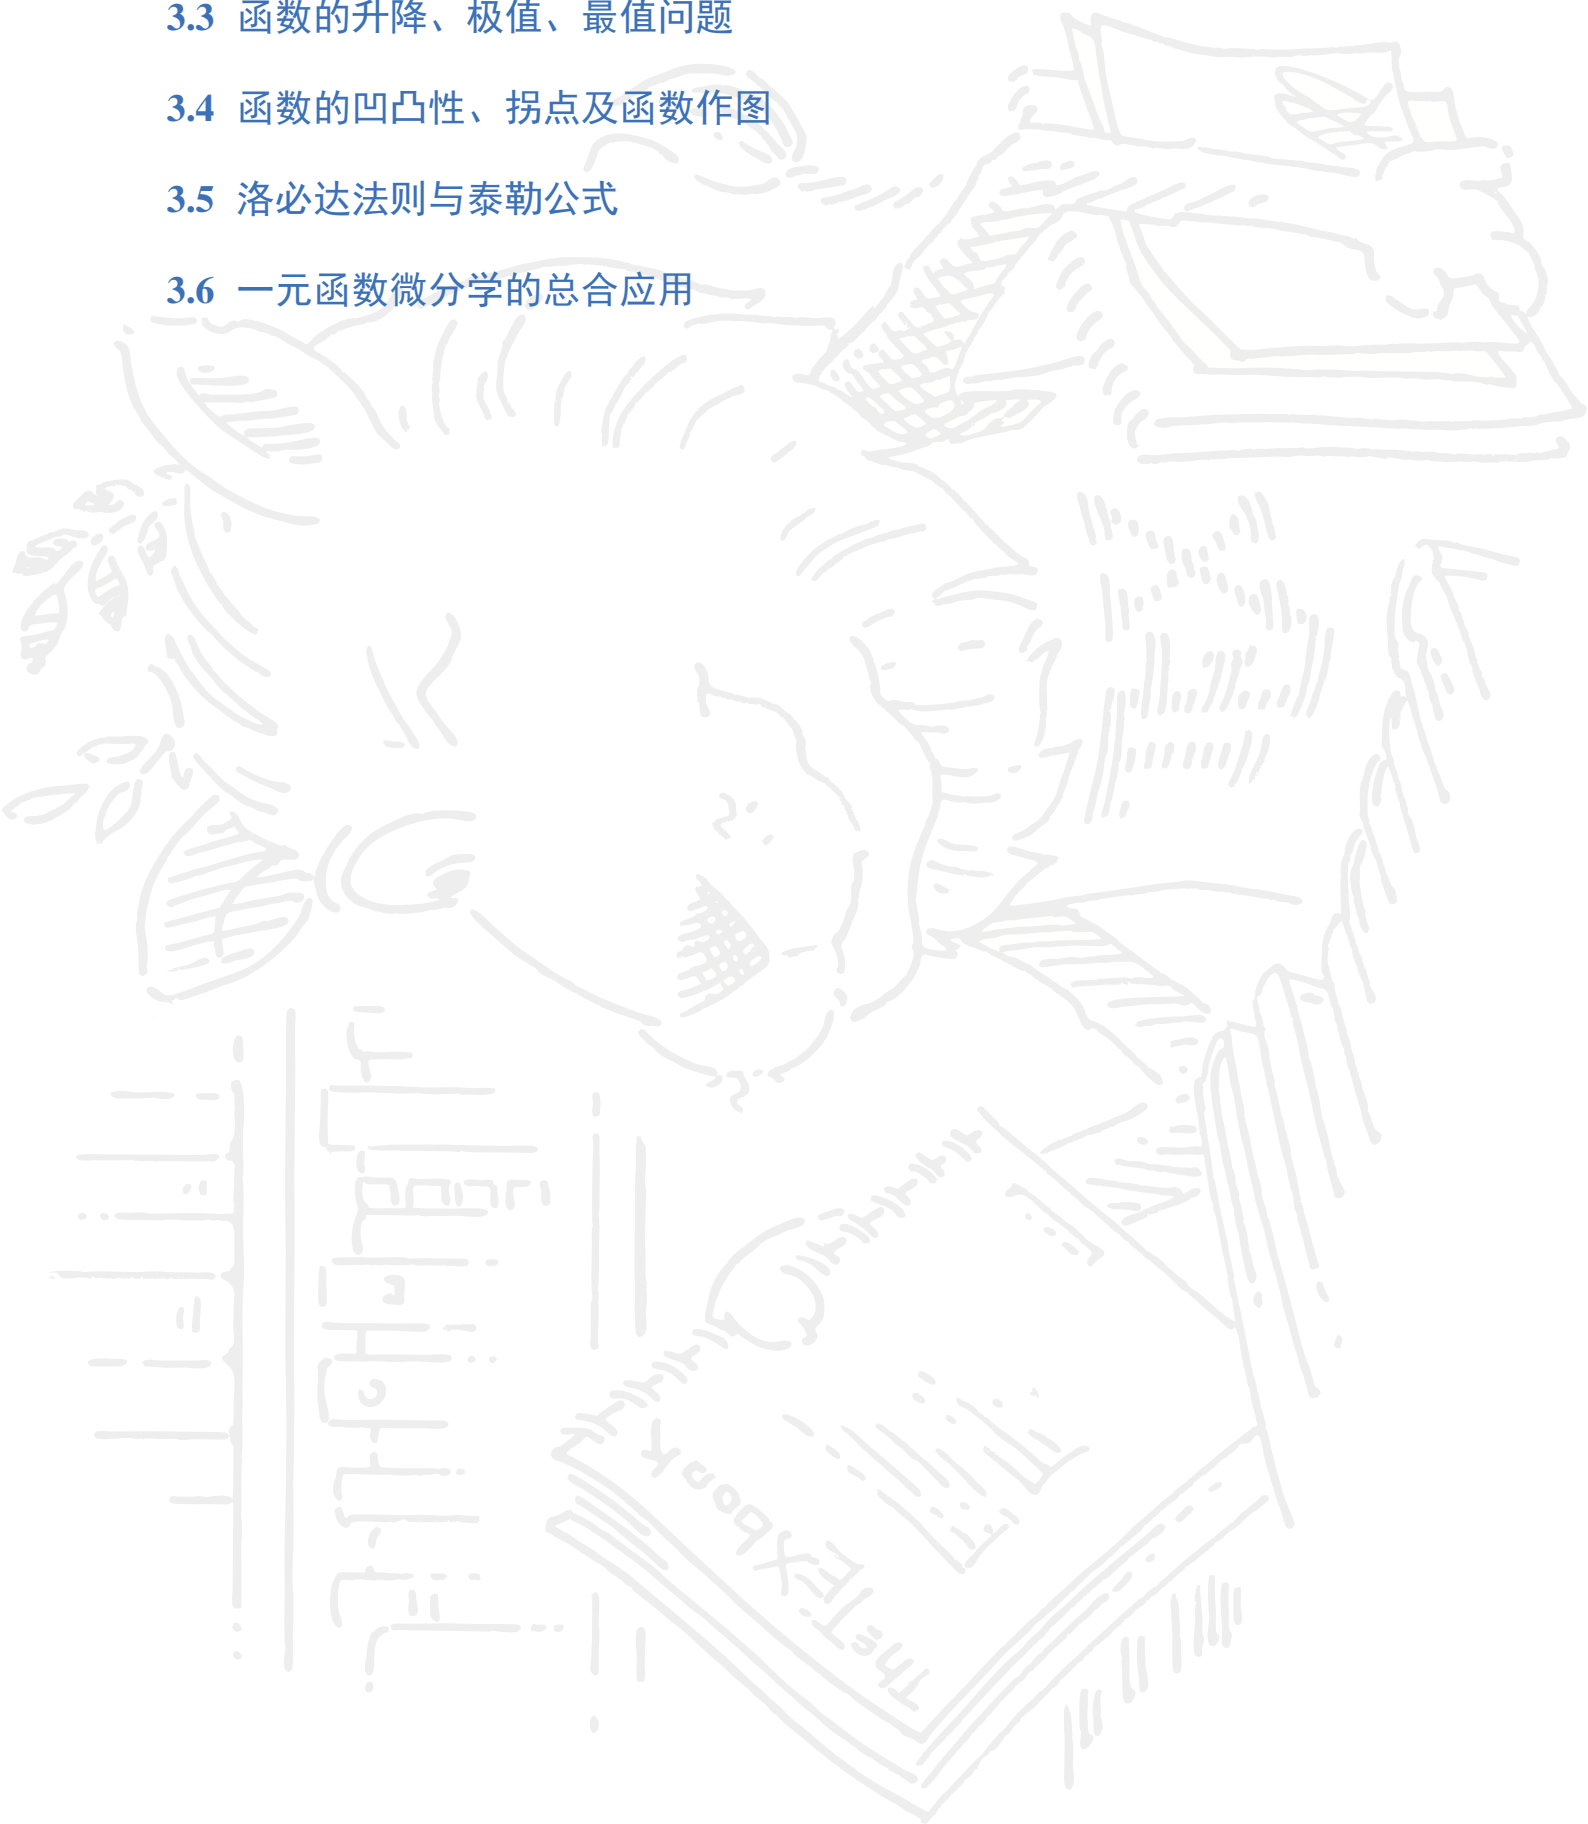 3.3 函数的升降、极值、最值问题
3.4 函数的凹凸性、拐点及函数作图
3.5 洛必达法则与泰勒公式
3.6 一元函数微分学的总合应用
The TExboox